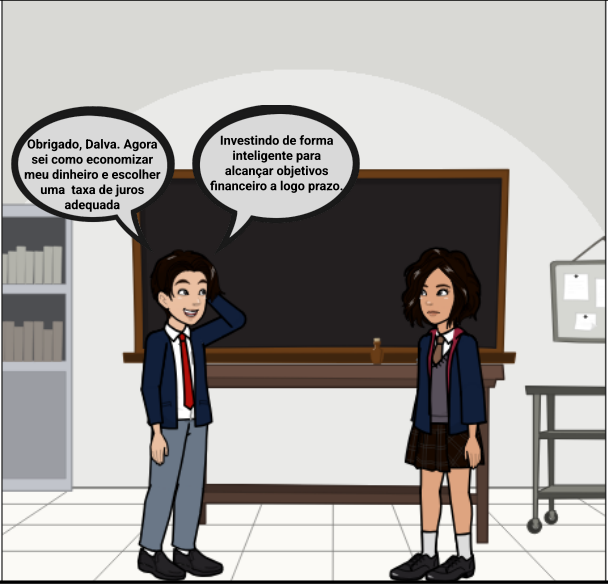 Obrigado, Dalva. Agora
sei como economizar
meu dinheiro e escolher
uma taxa de juros
adequada
Investindo de forma
inteligente para
alcançar objetivos
financeiro a logo prazo.